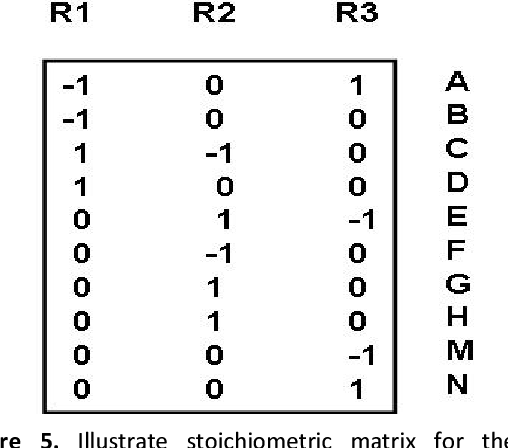 R1 R2 R3
-1 0 1 A
-1 0 0 B
1 -1 0 C
1 0 0 D
0 1 -1 E
0 -1 0 F
0 1 0 G
0 1 0 H
0 0 -1 M
0 0 1 N
re 5. Illustrate stoichiometric matrix for the